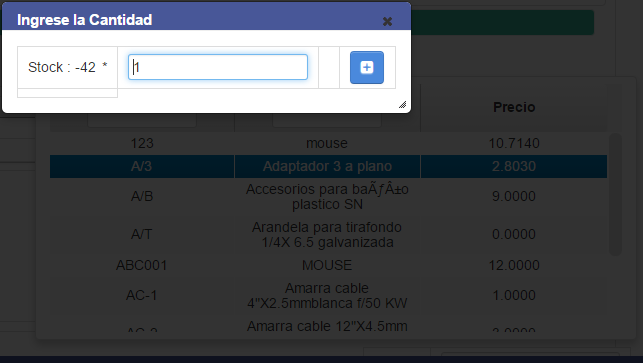 Ingrese la Cantidad
Stock : -42 * 1
Precio
123 mouse 10.7140
A/3 Adaptador 3 a plano 2.8030
A/B Accesorios para baÃƒÂ±o plastico SN 9.0000
A/T Arandela para tirafondo 1/4X 6.5 galvanizada 0.0000
ABC001 MOUSE 12.0000
AC-1 Amarra cable 4"X2.5mmblanca f/50 KW 1.0000
Amarra cable 12"X4.5mm